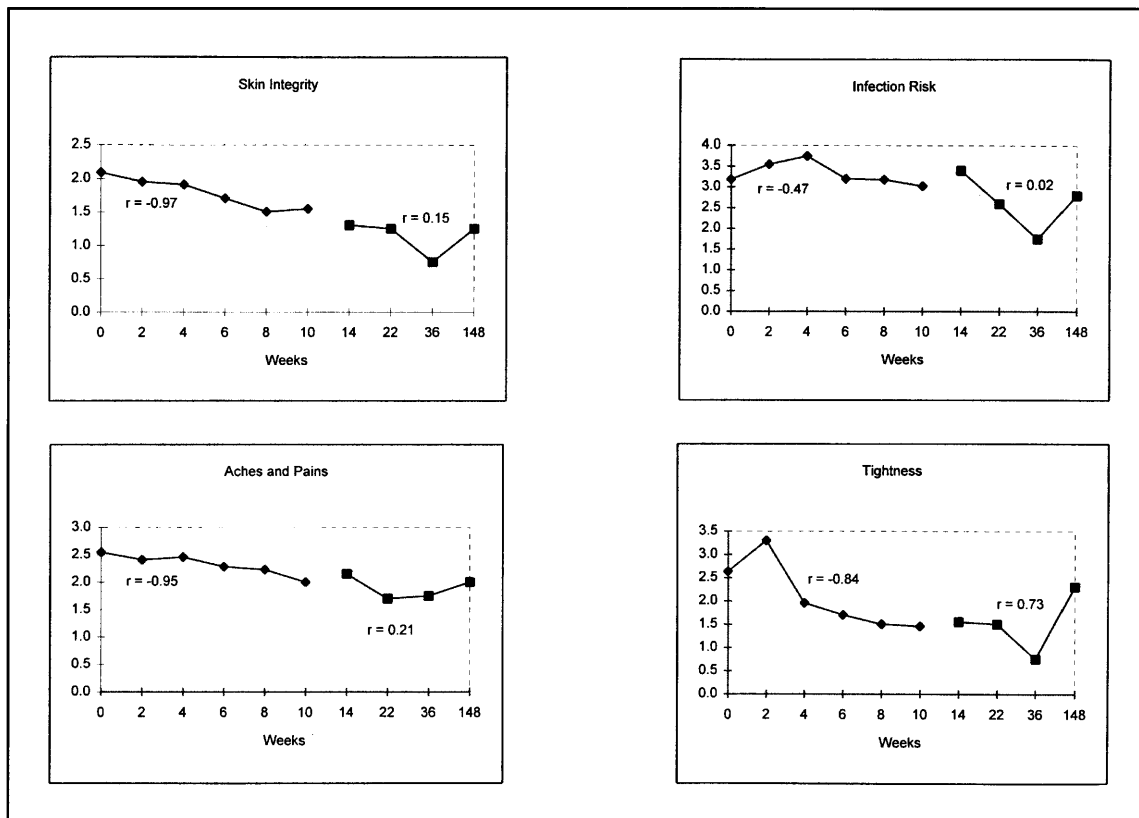 Skin Integrity
2.5
2.0
1.5
1.0
0.5
0.0
r = -0.97
r = 0.15
0 2 4 6 8 10 14 22 36 148
Weeks
Infection Risk
4.0
3.5
3.0
2.5
2.0
1.5
1.0
0.5
0.0
r = -0.47
r = 0.02
0 2 4 6 8 10 14 22 36 148
Weeks
Aches and Pains
3.0
2.5
2.0
1.5
1.0
0.5
0.0
r = -0.95
r = 0.21
0 2 4 6 8 10 14 22 36 148
Weeks
Tightness
3.5
3.0
2.5
2.0
1.5
1.0
0.5
0.0
r = -0.84
r = 0.73
0 2 4 6 8 10 14 22 36 148
Weeks